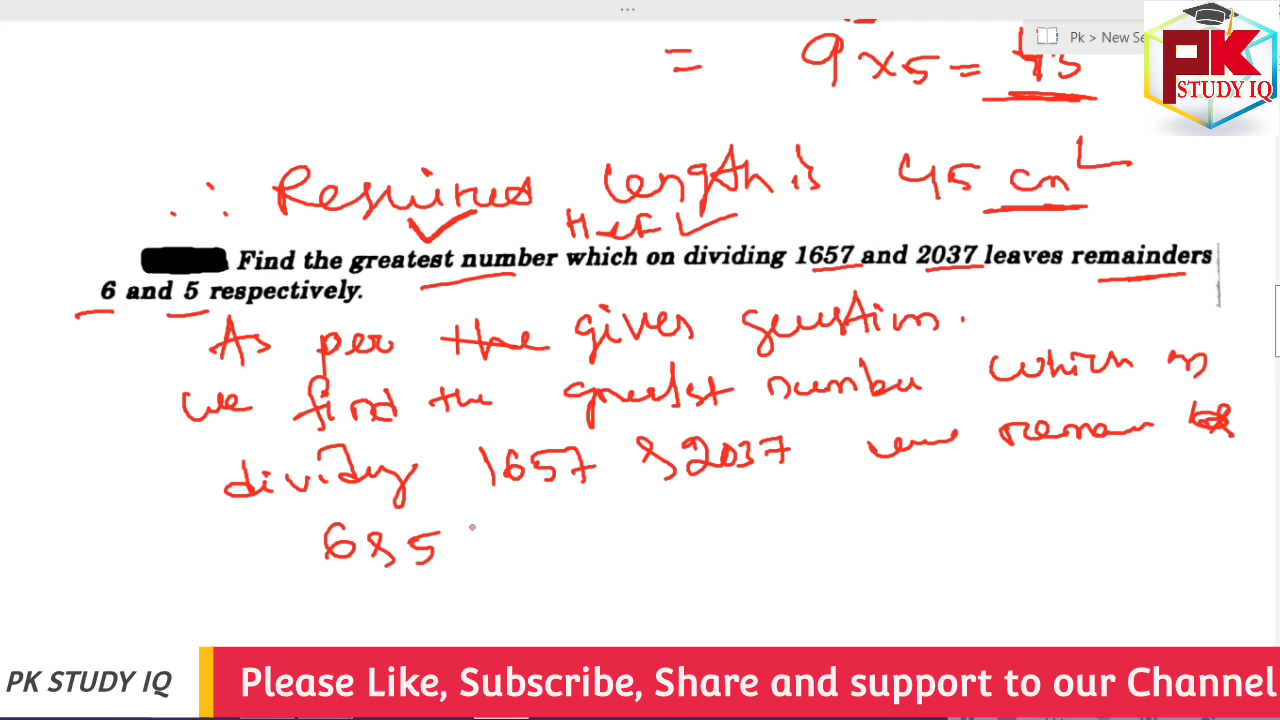 Pk > New Se
PK
STUDY IQ
= 9 x 5 = 45
∴ Required length is 45 cm
HCF
Find the greatest number which on dividing 1657 and 2037 leaves remainders
6 and 5 respectively.
As per the given question.
we find the greatest number which on
dividing 1657 & 2037
6 & 5
PK STUDY IQ
Please Like, Subscribe, Share and support to our Channel